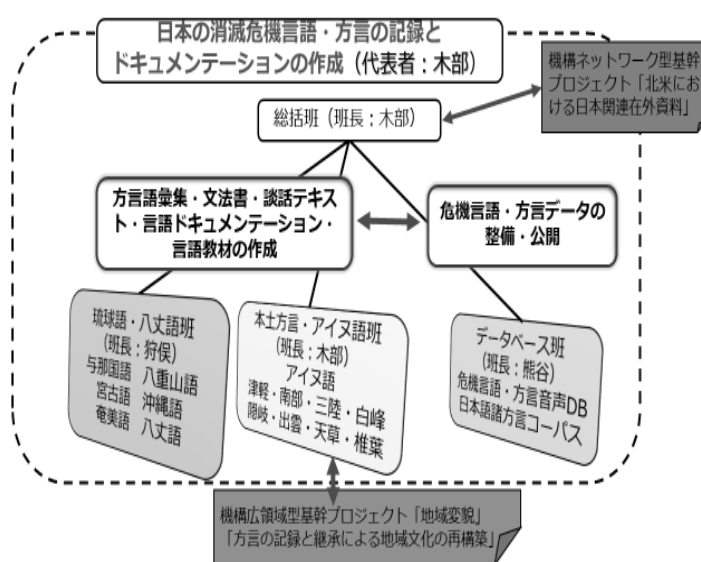 日本の消滅危機言語・方言の記録と
ドキュメンテーションの作成（代表者：木部）
機構ネットワーク型基幹
プロジェクト「北米にお
ける日本関連在外資料」
総括班（班長：木部）
方言語彙集・文法書・談話テキス
ト・言語ドキュメンテーション・
言語教材の作成
危機言語・方言データの
整備・公開
琉球語・八丈語班
（班長：狩俣）
与那国語　八重山語
宮古語　沖縄語
奄美語　八丈語
本土方言・アイヌ語班
（班長：木部）
アイヌ語
津軽・南部・三陸・白峰
隠岐・出雲・天草・椎葉
データベース班
（班長：熊谷）
危機言語・方言音声DB
日本語諸方言コーパス
機構広領域型基幹プロジェクト「地域変貌」
「方言の記録と継承による地域文化の再構築」